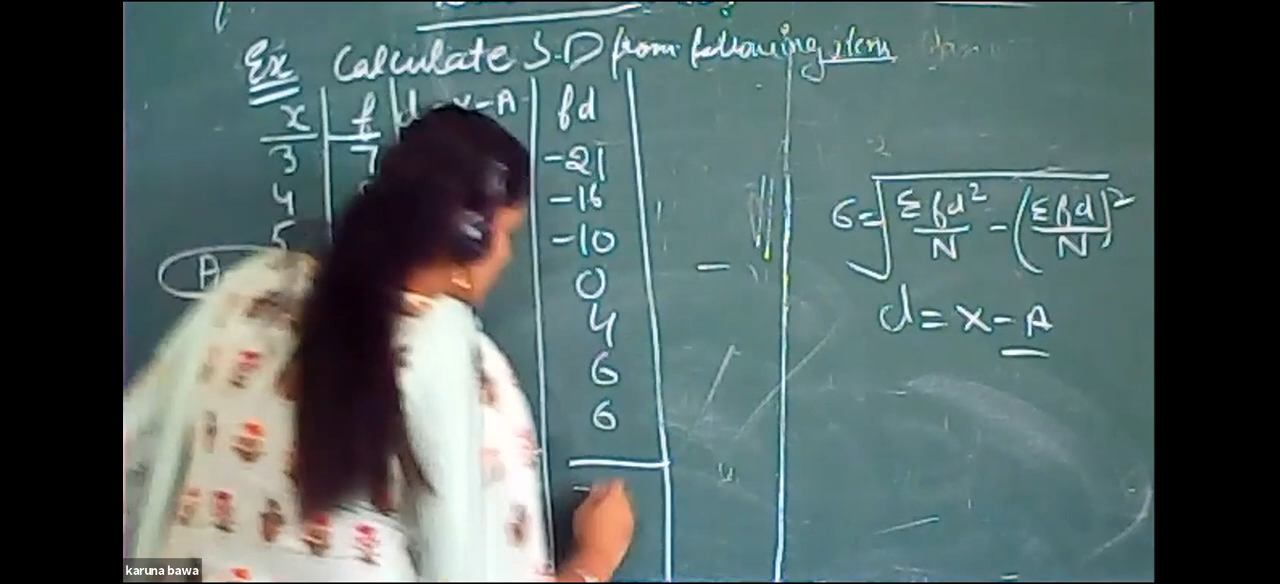 Ex Calculate S.D from following item
x f d x-A fd
3 7 -21
4 -16
5 -10
A 0
4
6
6
-
σ = √ Σfd²/N - (Σfd/N)²
d = x - A
karuna bawa